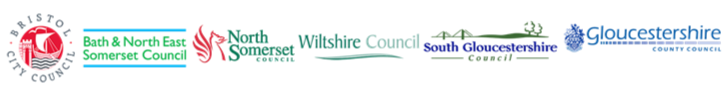 BRISTOL
CITY COUNCIL
Bath & North East
Somerset Council
North
Somerset
COUNCIL
Wiltshire Council
South Gloucestershire
Council
Gloucestershire
COUNTY COUNCIL